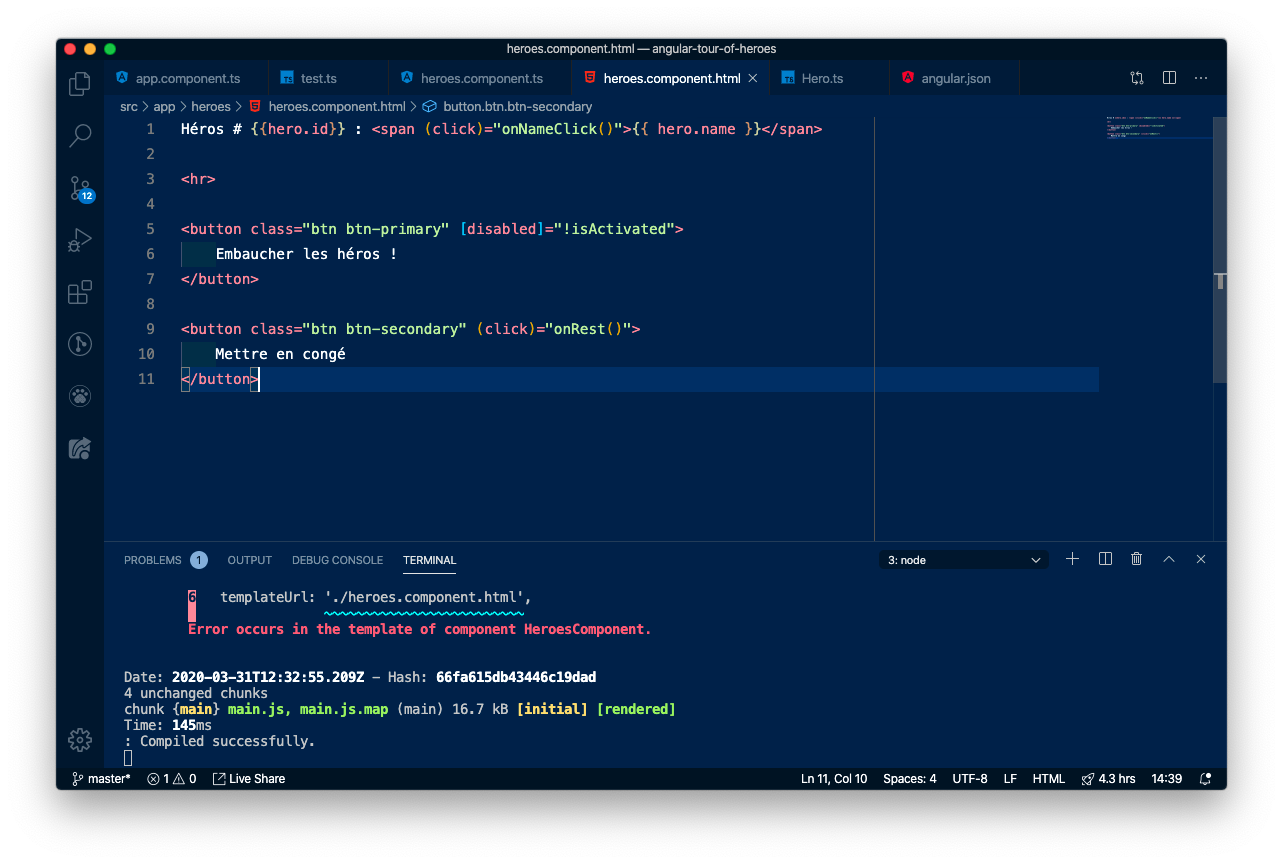 heroes.component.html — angular-tour-of-heroes
app.component.ts
TS test.ts
heroes.component.ts
heroes.component.html
TS Hero.ts
angular.json
src > app > heroes > heroes.component.html > button.btn.btn-secondary
1 Héros # {{hero.id}} : <span (click)="onNameClick()">{{ hero.name }}</span>
2
3 <hr>
4
5 <button class="btn btn-primary" [disabled]="!isActivated">
6 Embaucher les héros !
7 </button>
8
9 <button class="btn btn-secondary" (click)="onRest()">
10 Mettre en congé
11 </button>
12
PROBLEMS 1 OUTPUT DEBUG CONSOLE TERMINAL 3: node
6 templateUrl: './heroes.component.html',
Error occurs in the template of component HeroesComponent.
Date: 2020-03-31T12:32:55.209Z - Hash: 66fa615db43446c19dad
4 unchanged chunks
chunk {main} main.js, main.js.map (main) 16.7 kB [initial] [rendered]
Time: 145ms
: Compiled successfully.
master* 1 0 Live Share Ln 11, Col 10 Spaces: 4 UTF-8 LF HTML 4.3 hrs 14:39